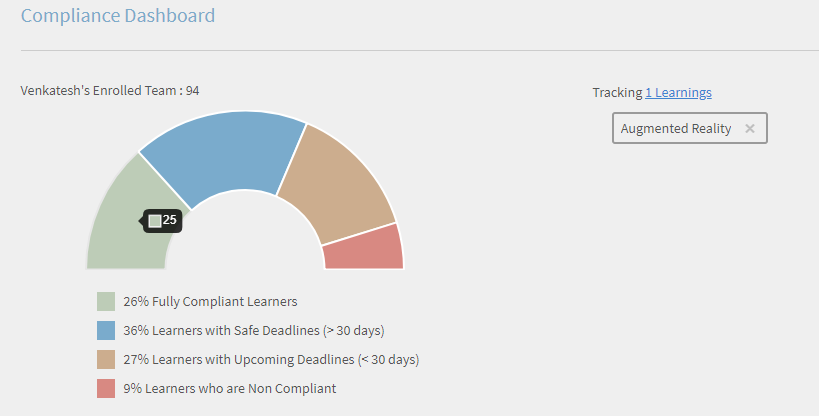 Compliance Dashboard
Venkatesh's Enrolled Team : 94
Tracking 1 Learnings
Augmented Reality ×
25
26% Fully Compliant Learners
36% Learners with Safe Deadlines (> 30 days)
27% Learners with Upcoming Deadlines (< 30 days)
9% Learners who are Non Compliant